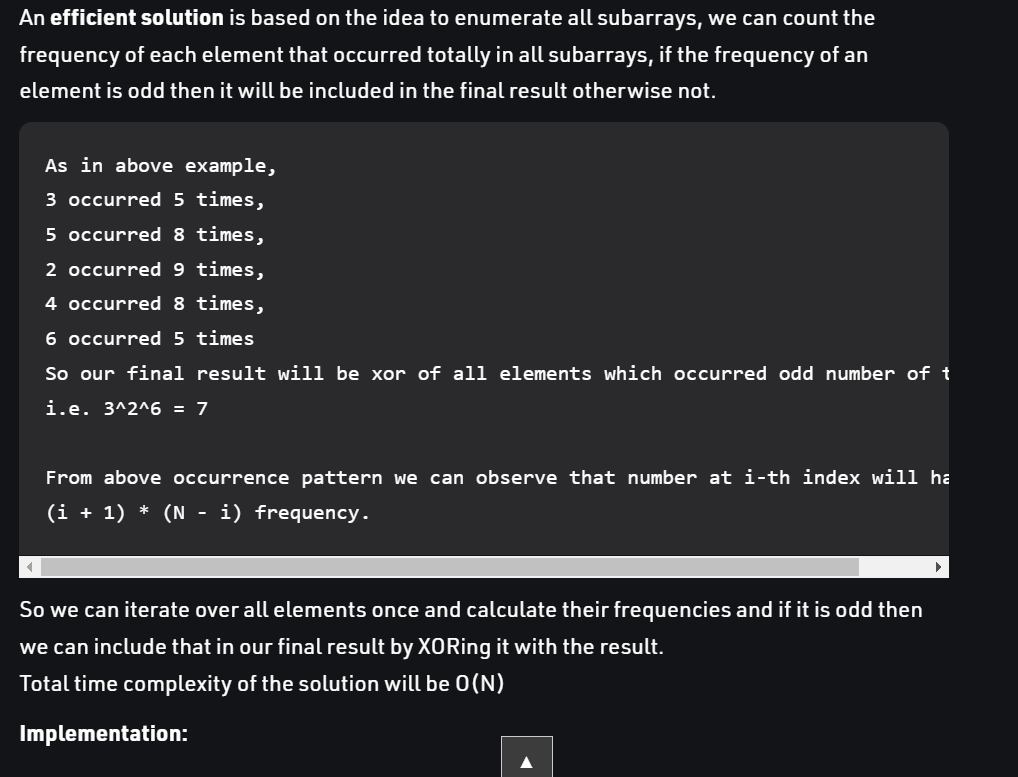 An efficient solution is based on the idea to enumerate all subarrays, we can count the
frequency of each element that occurred totally in all subarrays, if the frequency of an
element is odd then it will be included in the final result otherwise not.
As in above example,
3 occurred 5 times,
5 occurred 8 times,
2 occurred 9 times,
4 occurred 8 times,
6 occurred 5 times
So our final result will be xor of all elements which occurred odd number of
i.e. 3^2^6 = 7
From above occurrence pattern we can observe that number at i-th index will
(i + 1) * (N - i) frequency.
So we can iterate over all elements once and calculate their frequencies and if it is odd then
we can include that in our final result by XORing it with the result.
Total time complexity of the solution will be O(N)
Implementation: